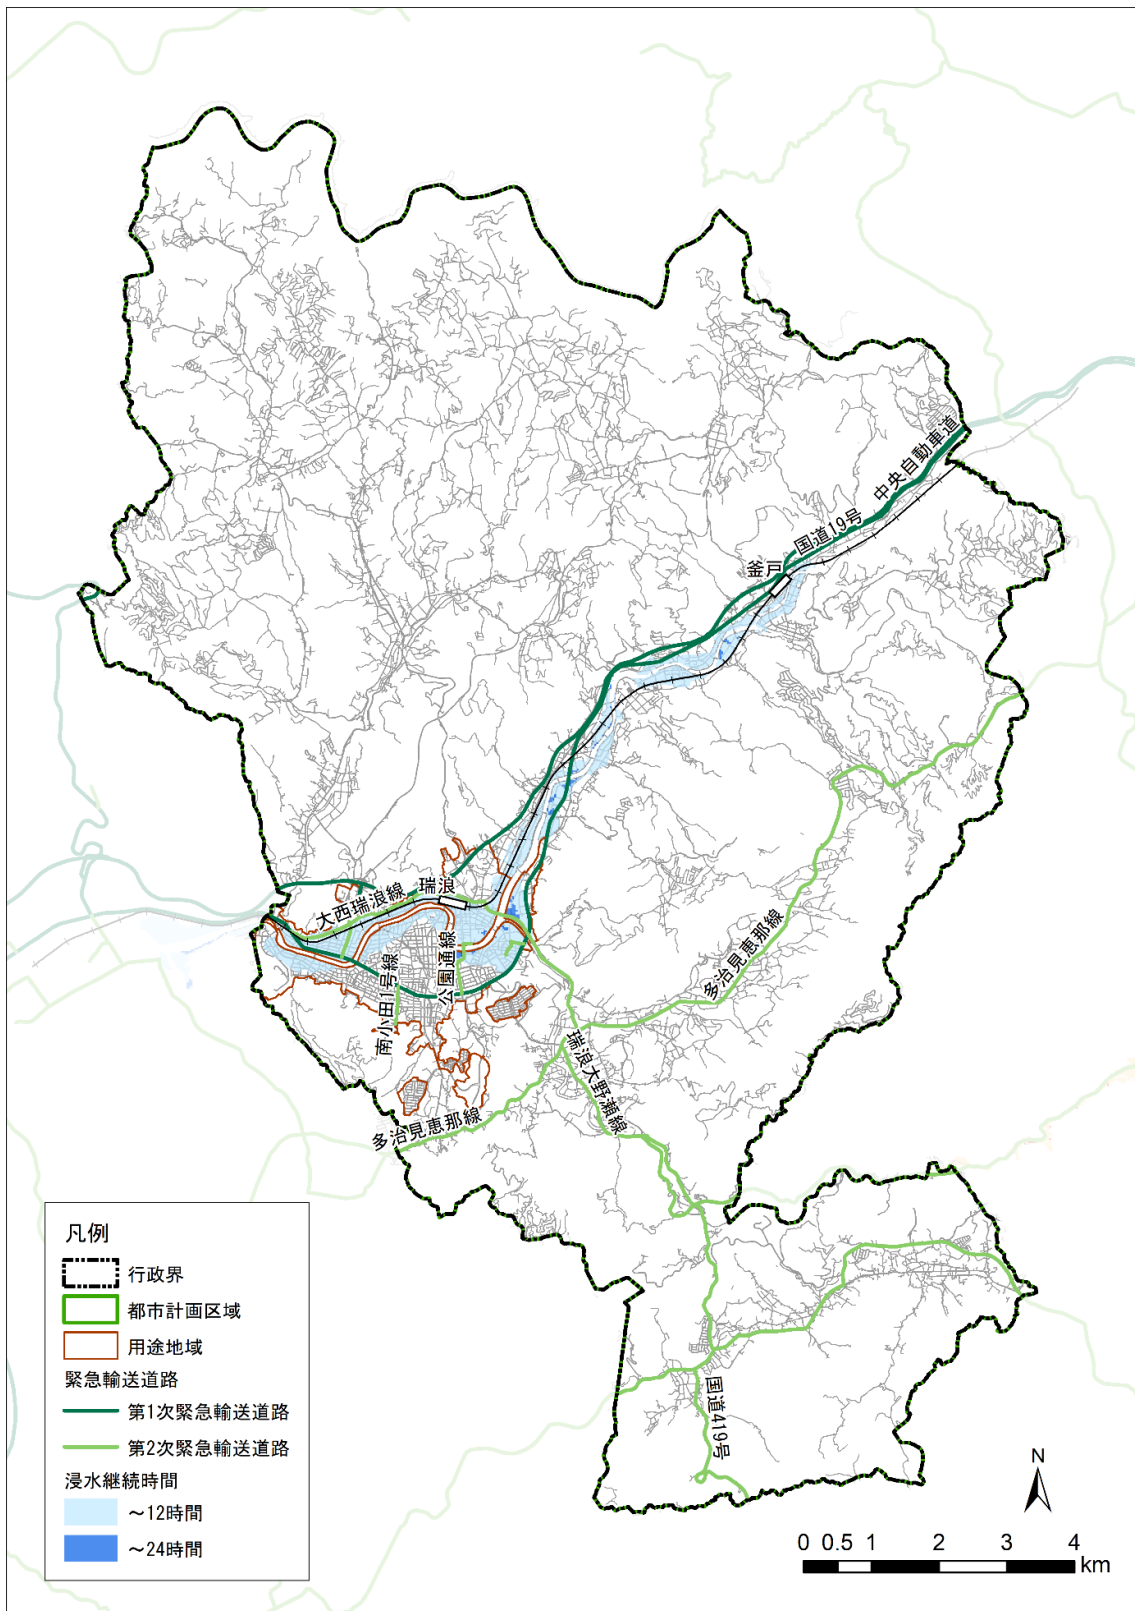 中央自動車道
国道19号
釜戸
瑞浪
大西瑞浪線
公園通線
南小田1号線
多治見恵那線
瑞浪大野瀬線
多治見恵那線
国道419号
凡例
行政界
都市計画区域
用途地域
緊急輸送道路
第1次緊急輸送道路
第2次緊急輸送道路
浸水継続時間
～12時間
～24時間
N
0 0.5 1 2 3 4
km